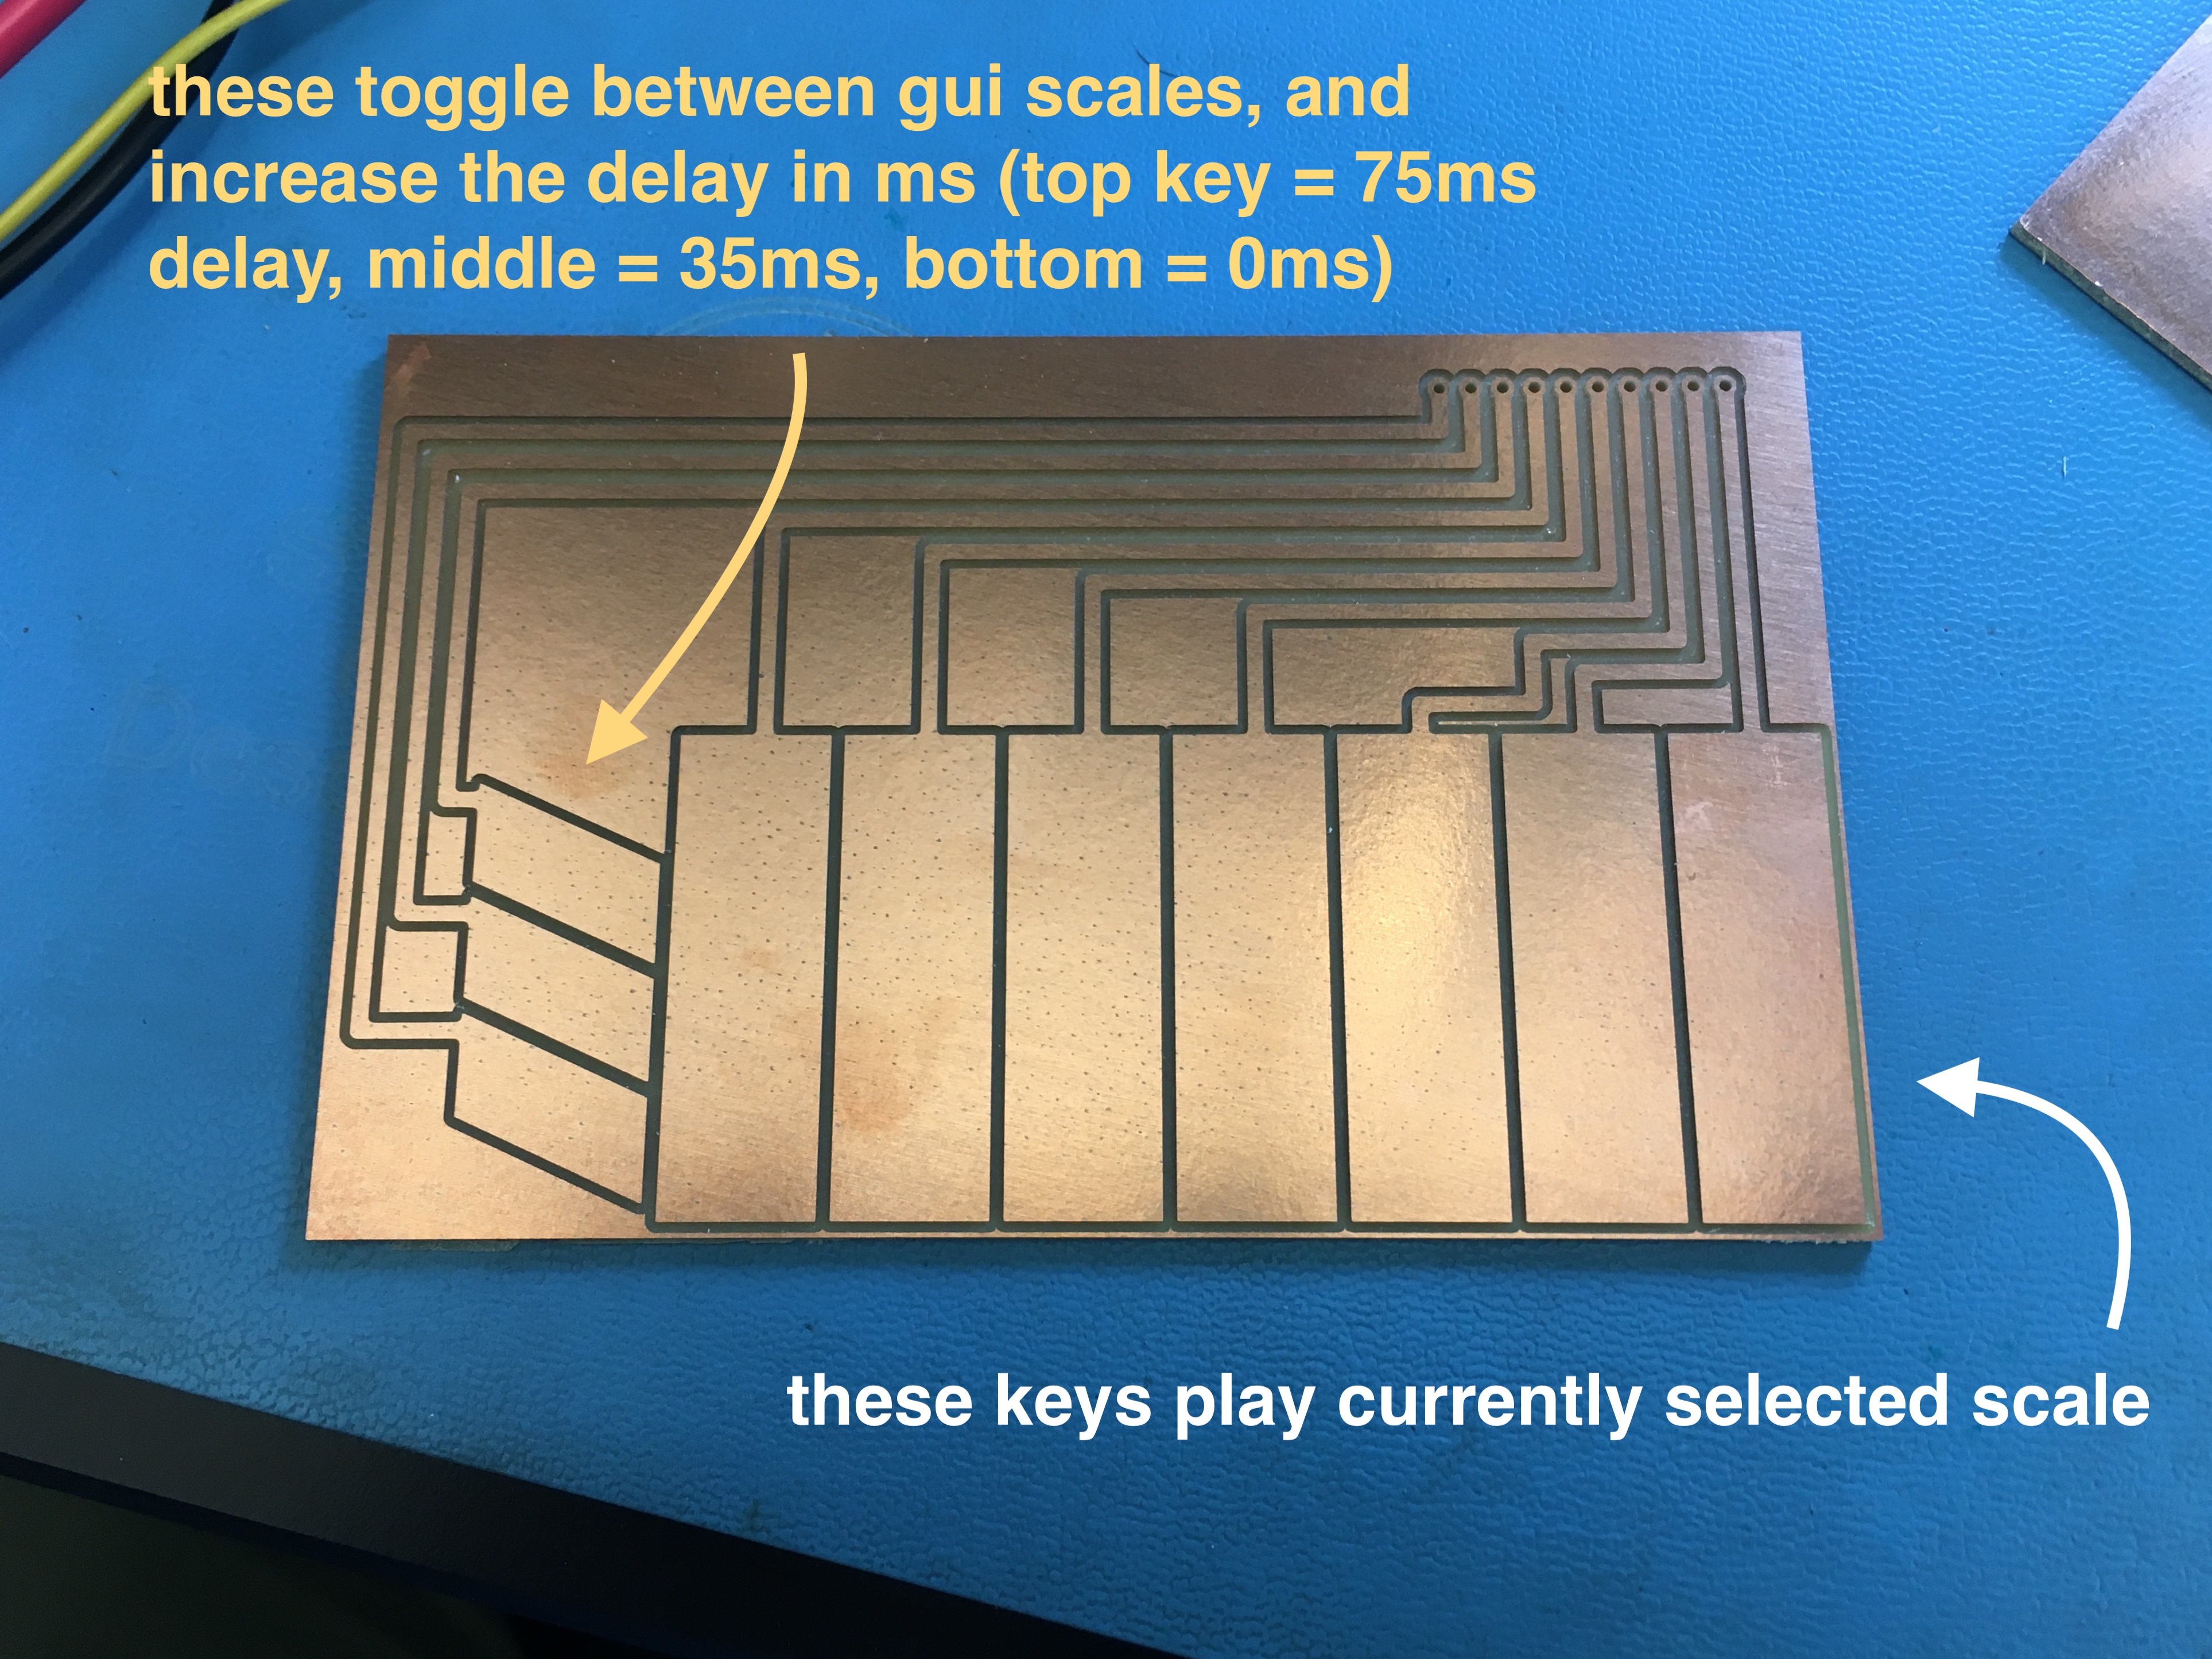 these toggle between gui scales, and
increase the delay in ms (top key = 75ms
delay, middle = 35ms, bottom = 0ms)
these keys play currently selected scale